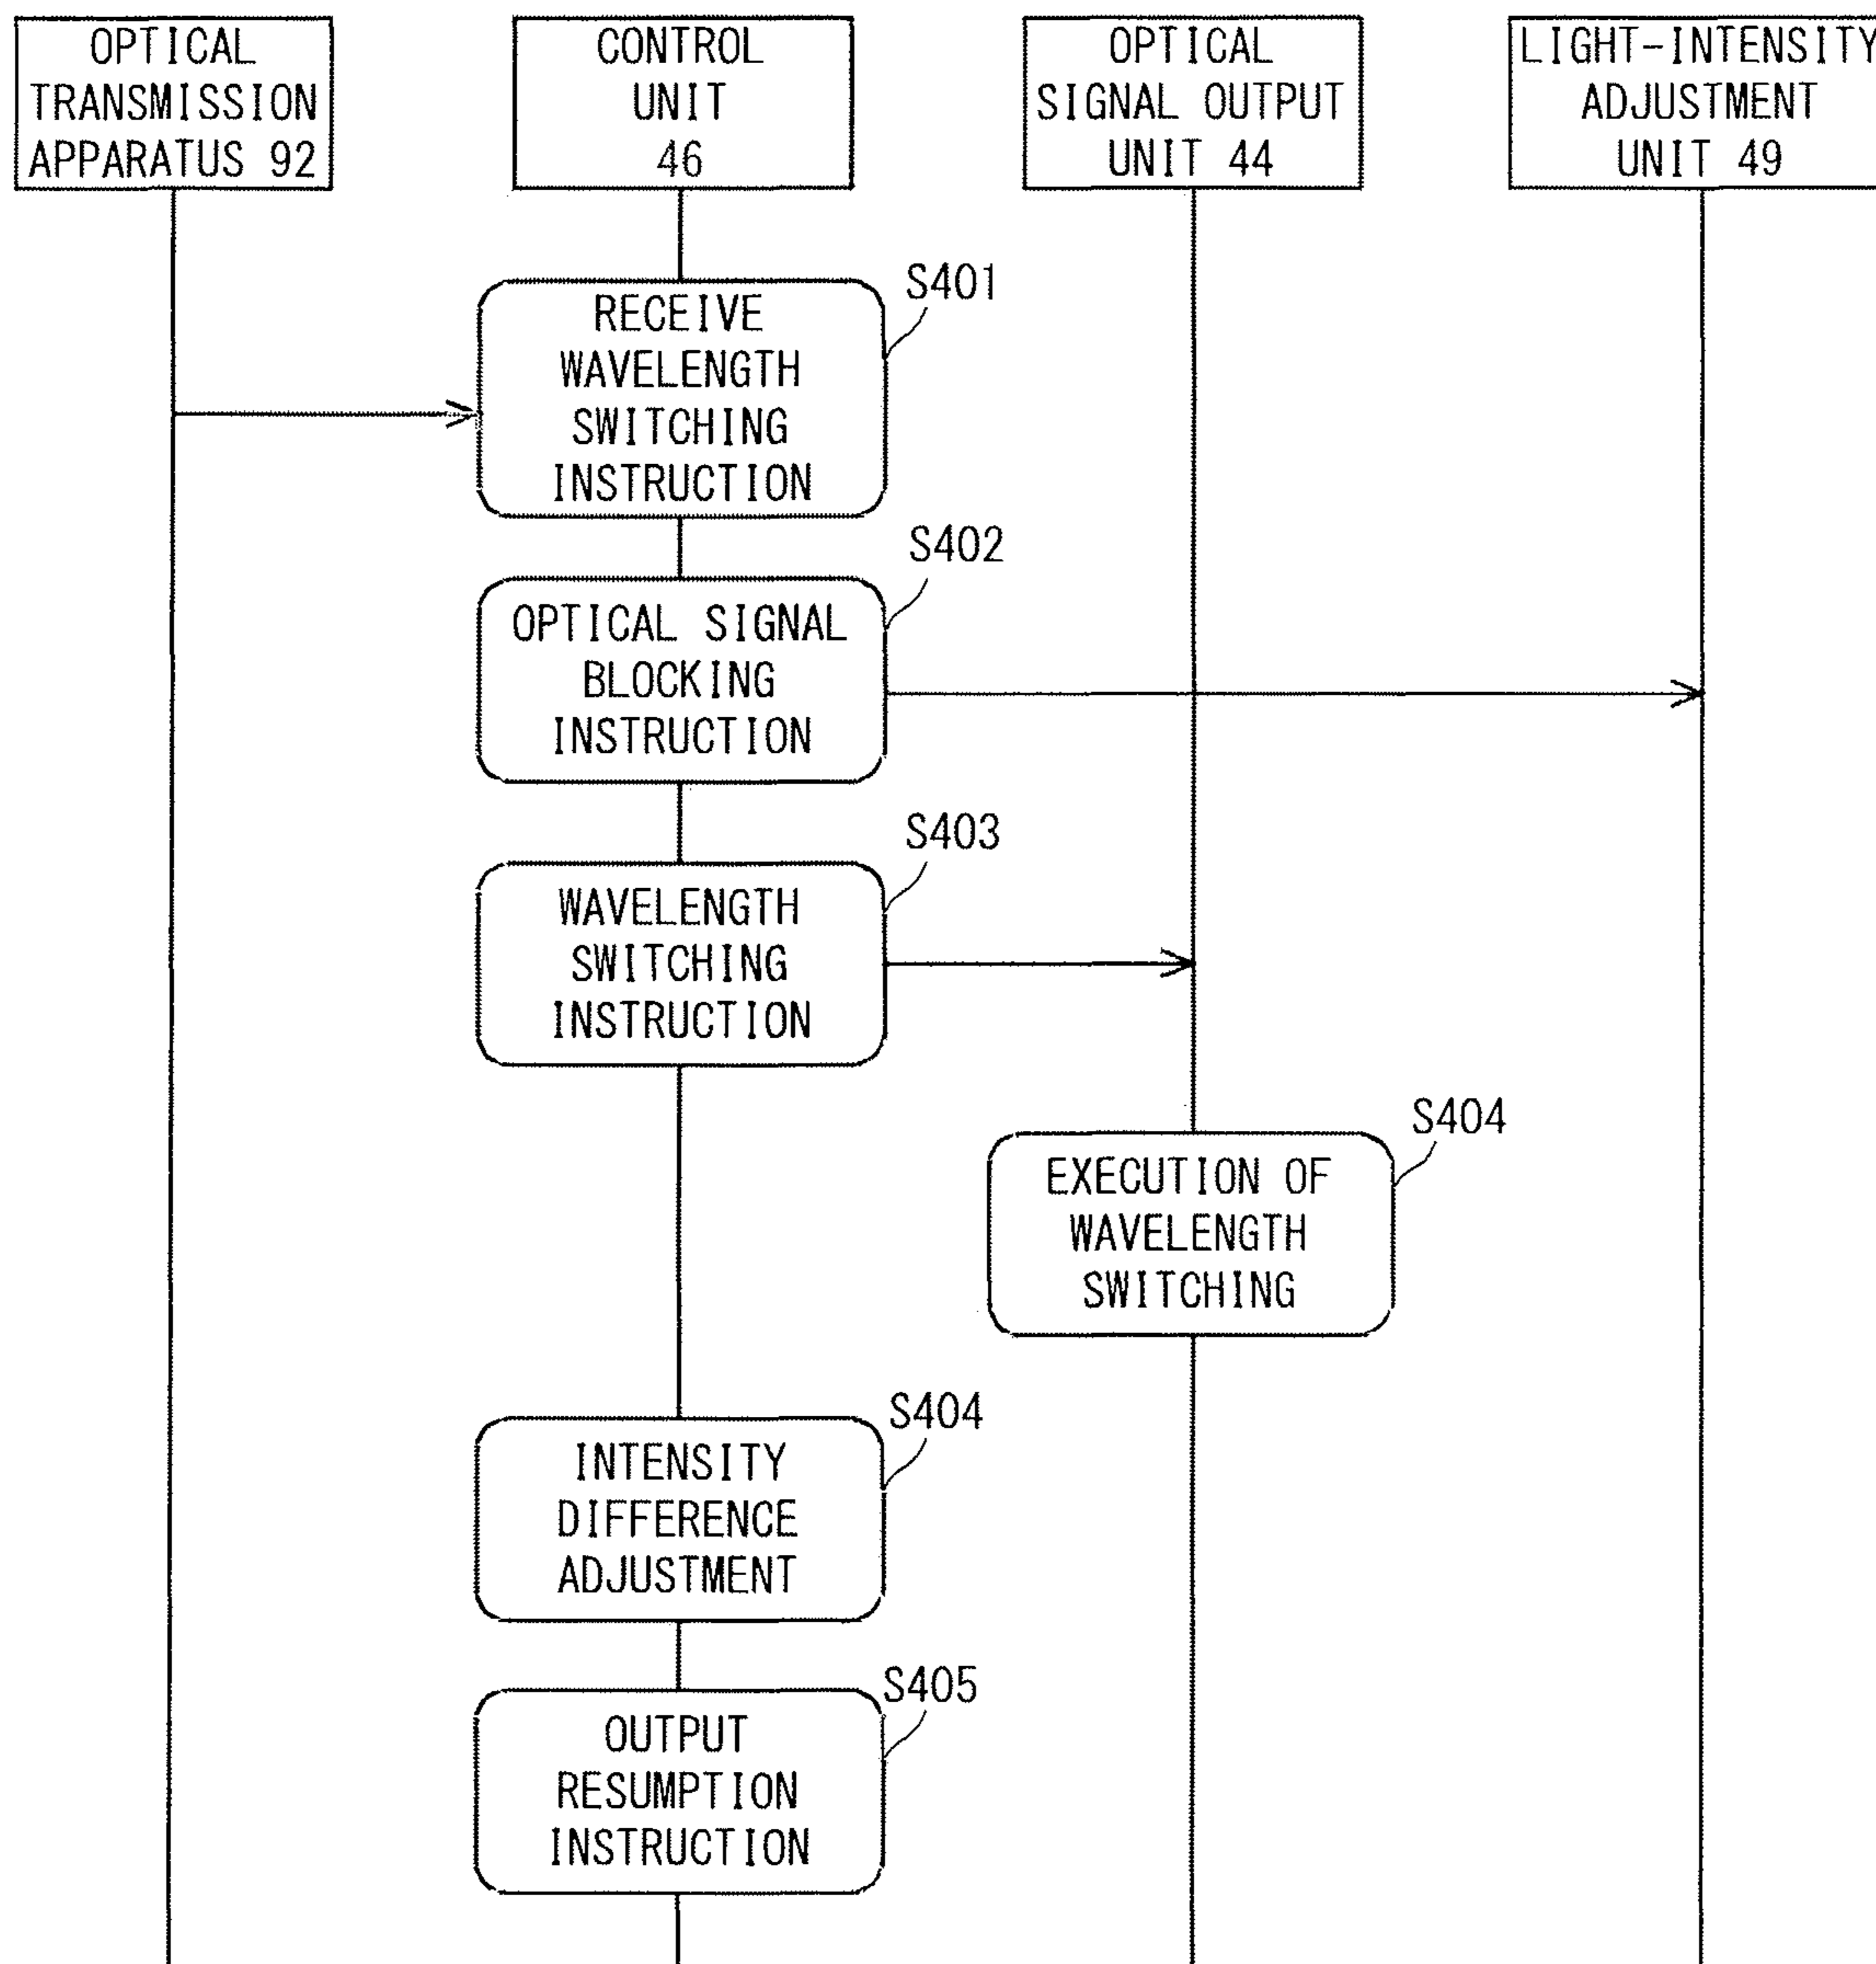 OPTICAL
TRANSMISSION
APPARATUS 92
CONTROL
UNIT
46
OPTICAL
SIGNAL OUTPUT
UNIT 44
LIGHT-INTENSITY
ADJUSTMENT
UNIT 49
S401
RECEIVE
WAVELENGTH
SWITCHING
INSTRUCTION
S402
OPTICAL SIGNAL
BLOCKING
INSTRUCTION
S403
WAVELENGTH
SWITCHING
INSTRUCTION
S404
EXECUTION OF
WAVELENGTH
SWITCHING
S404
INTENSITY
DIFFERENCE
ADJUSTMENT
S405
OUTPUT
RESUMPTION
INSTRUCTION